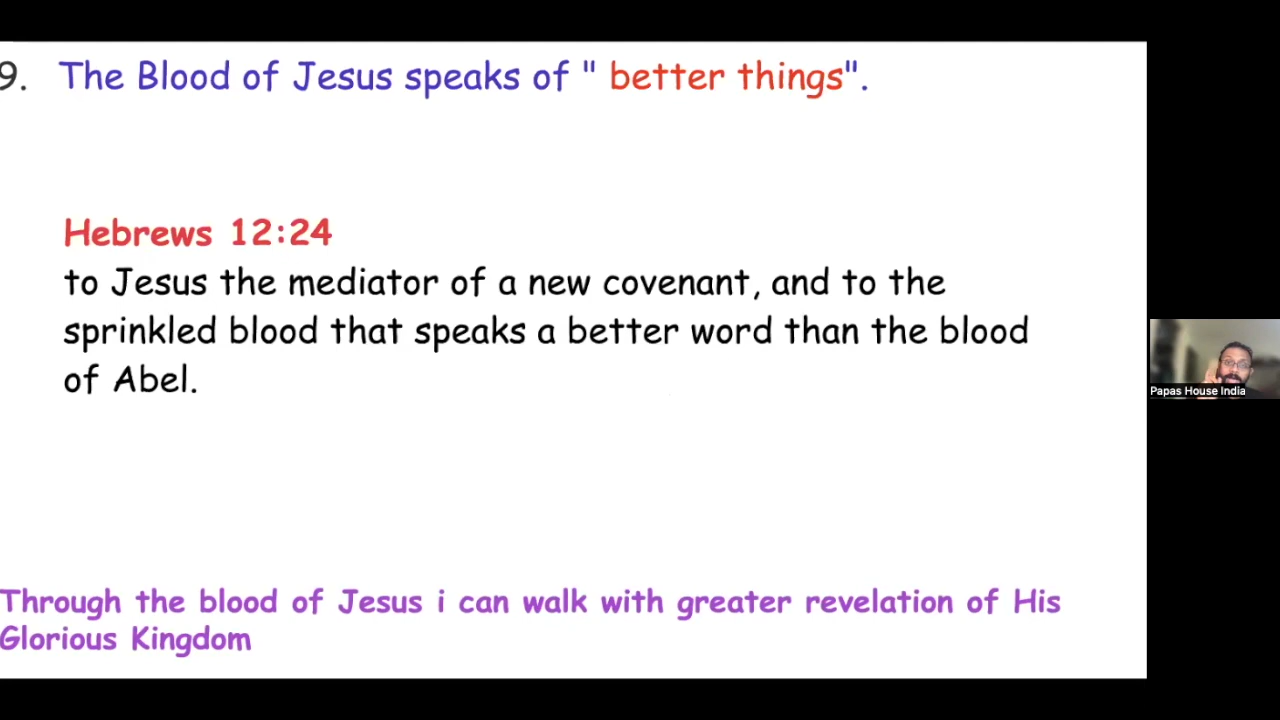 9. The Blood of Jesus speaks of " better things".
Hebrews 12:24
to Jesus the mediator of a new covenant, and to the
sprinkled blood that speaks a better word than the blood
of Abel.
Papas House India
Through the blood of Jesus i can walk with greater revelation of His
Glorious Kingdom